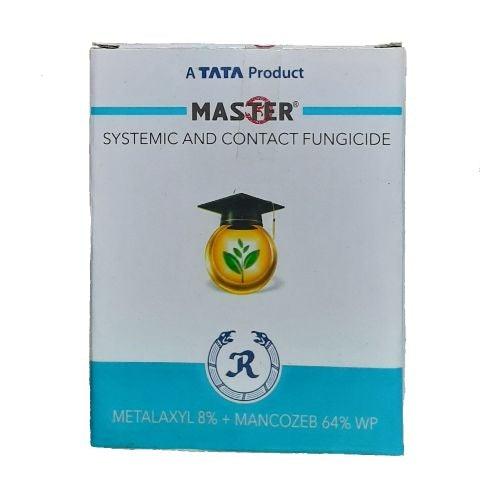 A TATA Product
MASTER®
SYSTEMIC AND CONTACT FUNGICIDE
R
METALAXYL 8% + MANCOZEB 64% WP